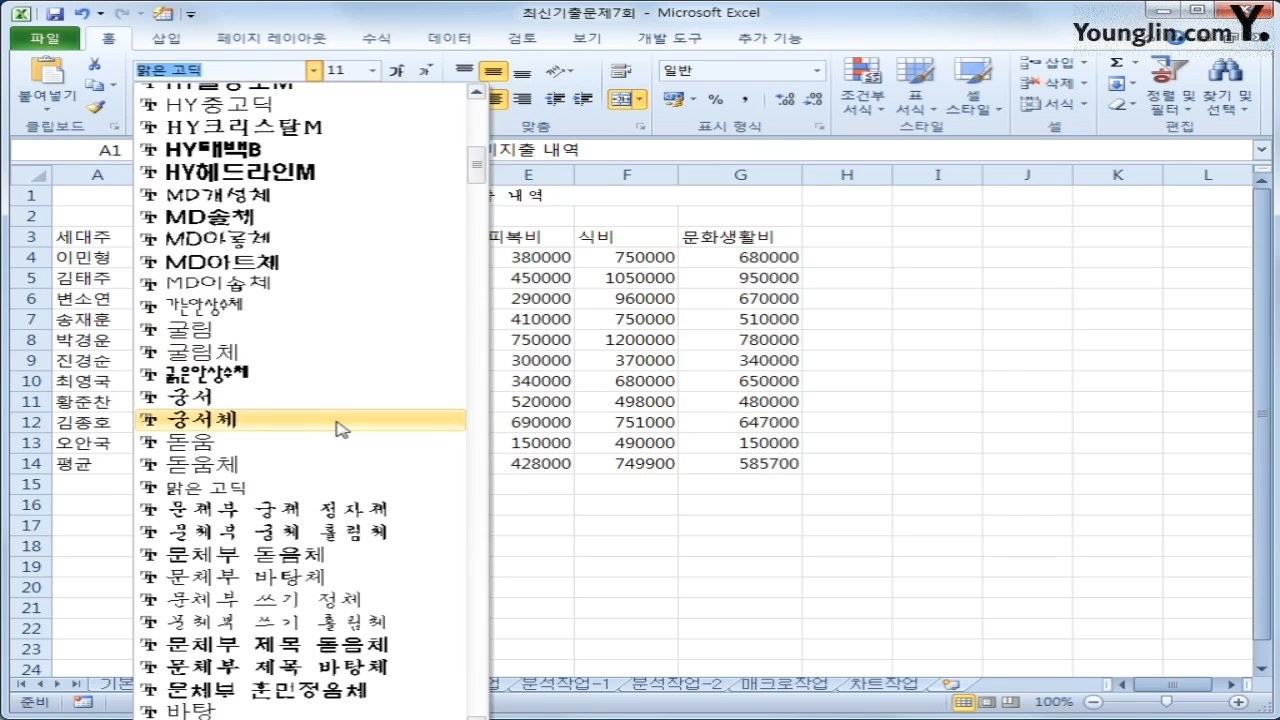 최신기출문제7회 - Microsoft Excel
YoungJin.com Y.
파일 홈 삽입 페이지 레이아웃 수식 데이터 검토 보기 개발 도구 추가 기능
맑은 고딕 11 가 가 일반
붙여넣기 조건부 서식 표 서식 셀 스타일 삽입 삭제 서식 정렬 및 필터 찾기 및 선택
클립보드 맞춤 표시 형식 스타일 셀 편집
A1 비지출 내역
A E F G H I J K L
1 내역
2
3 세대주 피복비 식비 문화생활비
4 이민형 380000 750000 680000
5 김태주 450000 1050000 950000
6 변소연 290000 960000 670000
7 송재훈 410000 750000 510000
8 박경운 750000 1200000 780000
9 진경순 300000 370000 340000
10 최영국 340000 680000 650000
11 황준찬 520000 498000 480000
12 김종호 690000 751000 647000
13 오안국 150000 490000 150000
14 평균 428000 749900 585700
15
16
17
18
19
20
21
22
23
24
HY중고딕
HY크리스탈M
HY태백B
HY헤드라인M
MD개성체
MD솔체
MD아롱체
MD아트체
MD이솝체
가는안상수체
굴림
굴림체
굵은안상수체
궁서
궁서체
돋움
돋움체
맑은 고딕
문체부 궁체 정자체
문체부 궁체 흘림체
문체부 돋음체
문체부 바탕체
문체부 쓰기 정체
문체부 쓰기 흘림체
문체부 제목 돋음체
문체부 제목 바탕체
문체부 훈민정음체
바탕
기본 분석작업-1 분석작업-2 매크로작업 차트작업
준비 100%